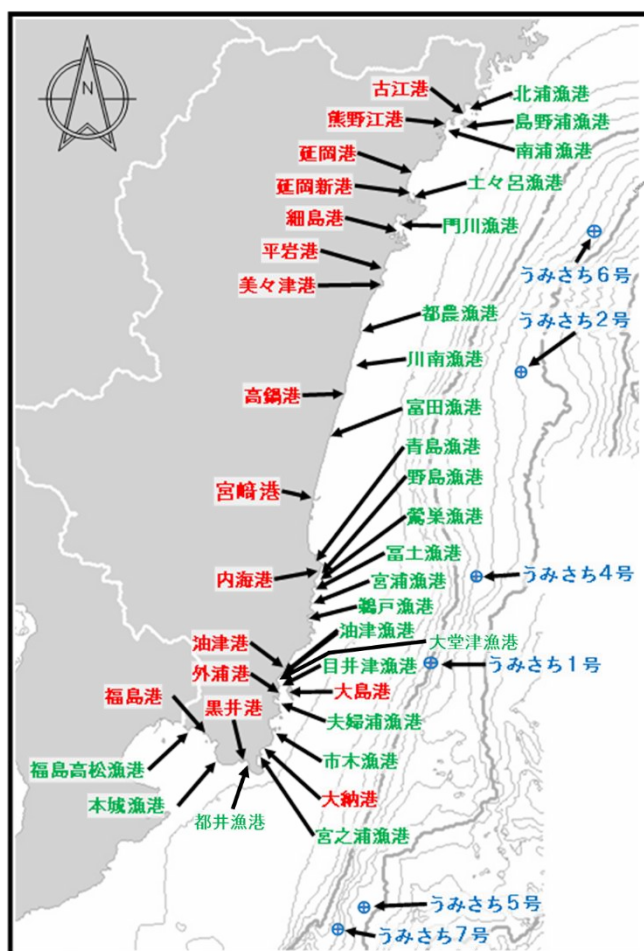 N
古江港
北浦漁港
熊野江港
島野浦漁港
南浦漁港
延岡港
延岡新港
土々呂漁港
細島港
門川漁港
平岩港
うみさち6号
美々津港
都農漁港
うみさち2号
川南漁港
高鍋港
富田漁港
青島漁港
野島漁港
宮崎港
鶯巣漁港
富土漁港
内海港
宮浦漁港
うみさち4号
鵜戸漁港
油津漁港
油津港
大堂津漁港
目井津漁港
うみさち1号
外浦港
福島港
大島港
黒井港
夫婦浦漁港
福島高松漁港
市木漁港
本城漁港
大納港
都井漁港
宮之浦漁港
うみさち5号
うみさち7号